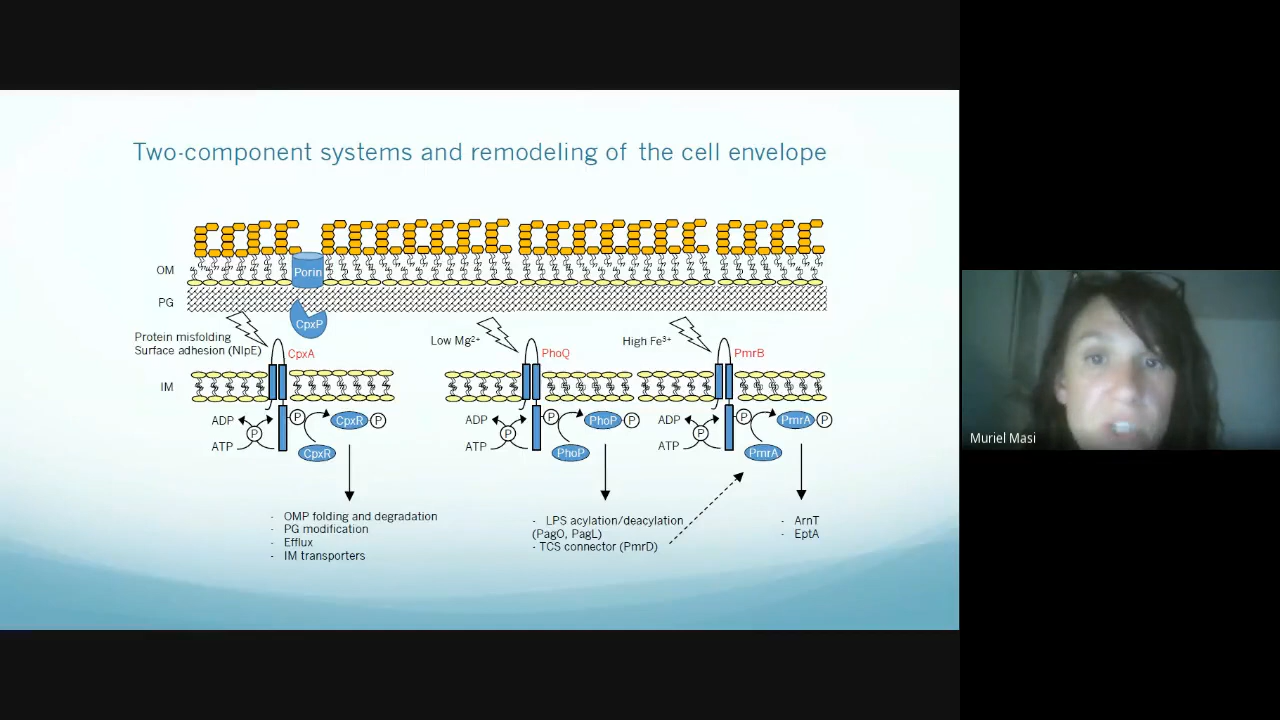 Two-component systems and remodeling of the cell envelope
OM
Porin
PG
CpxP
Protein misfolding
Surface adhesion (NlpE)
CpxA
Low Mg²⁺
PhoQ
High Fe³⁺
PmrB
IM
ADP
P
P
CpxR
P
ATP
CpxR
ADP
P
P
PhoP
P
ATP
PhoP
ADP
P
P
PmrA
P
ATP
PmrA
- OMP folding and degradation
- PG modification
- Efflux
- IM transporters
- LPS acylation/deacylation
(PagO, PagL)
- TCS connector (PmrD)
- ArnT
- EptA
Muriel Masi